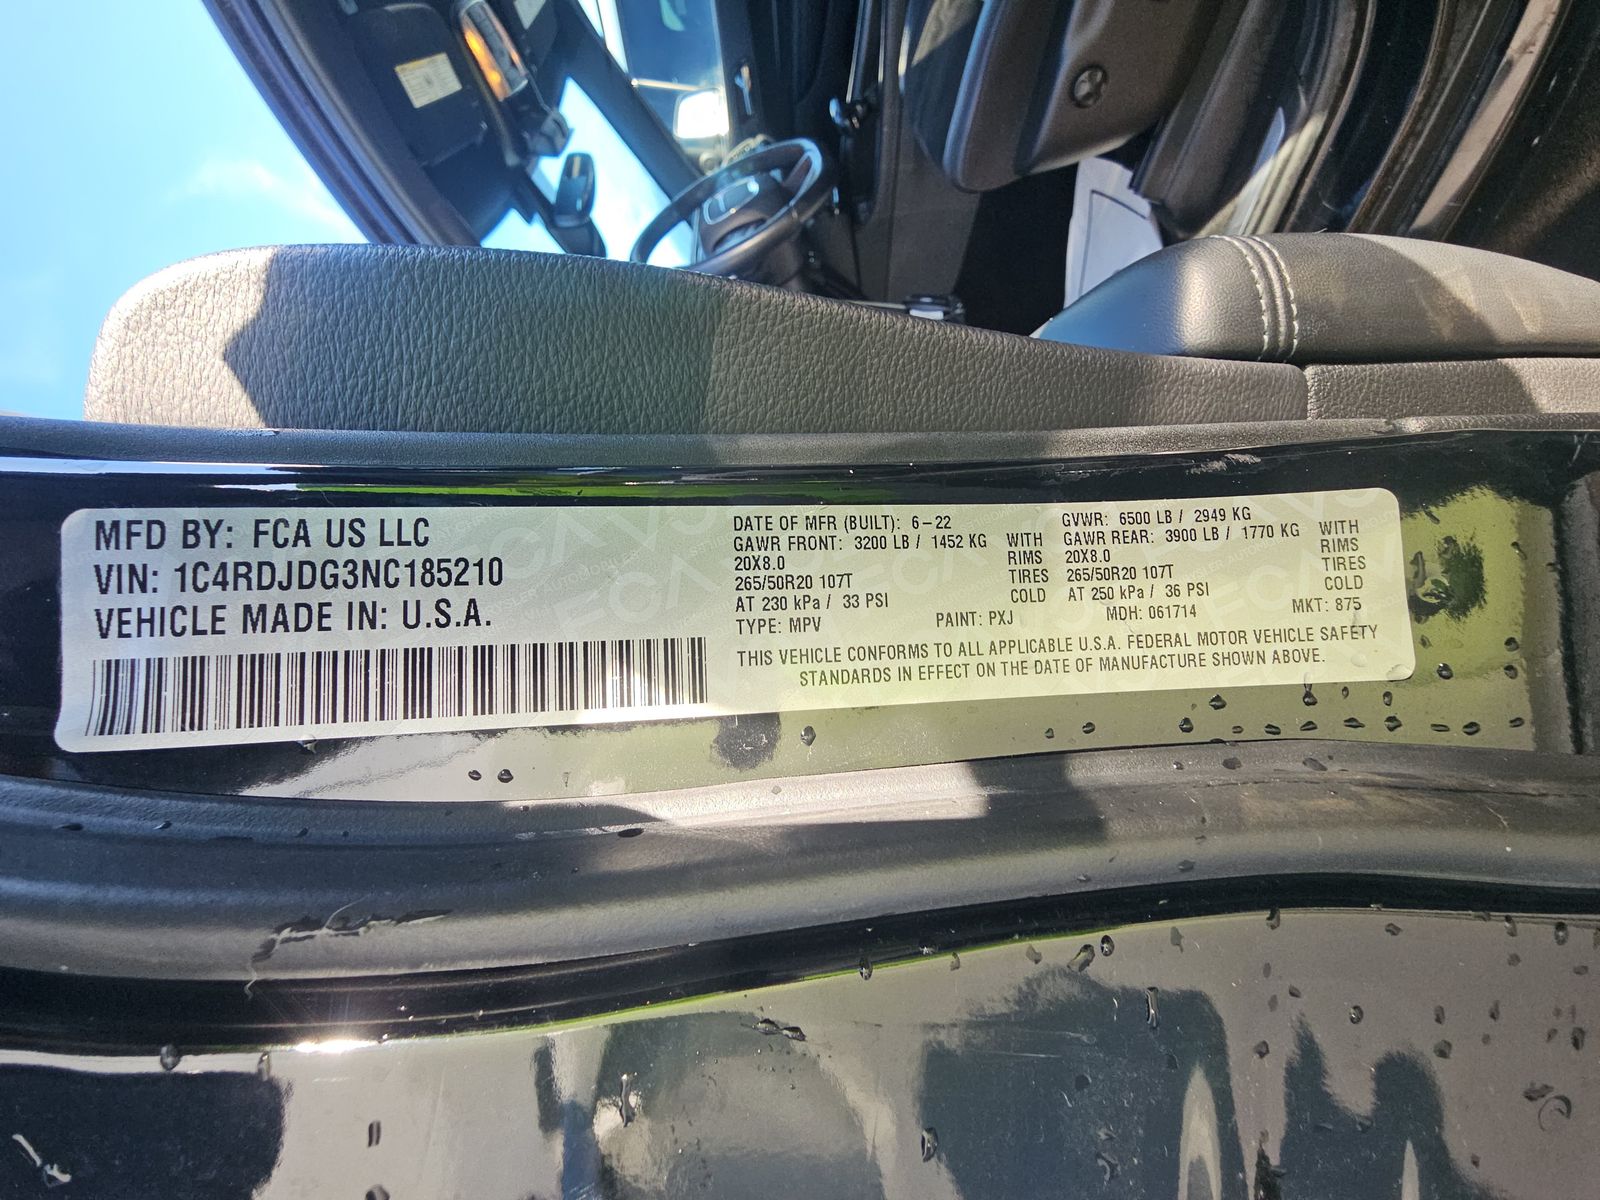 MFD BY: FCA US LLC
VIN: 1C4RDJDG3NC185210
VEHICLE MADE IN: U.S.A.
DATE OF MFR (BUILT): 6-22
GAWR FRONT: 3200 LB / 1452 KG WITH
20X8.0 RIMS
265/50R20 107T TIRES
AT 230 kPa / 33 PSI COLD
GVWR: 6500 LB / 2949 KG
GAWR REAR: 3900 LB / 1770 KG WITH
20X8.0 RIMS
265/50R20 107T TIRES
AT 250 kPa / 36 PSI COLD
TYPE: MPV PAINT: PXJ MDH: 061714 MKT: 875
THIS VEHICLE CONFORMS TO ALL APPLICABLE U.S.A. FEDERAL MOTOR VEHICLE SAFETY
STANDARDS IN EFFECT ON THE DATE OF MANUFACTURE SHOWN ABOVE.